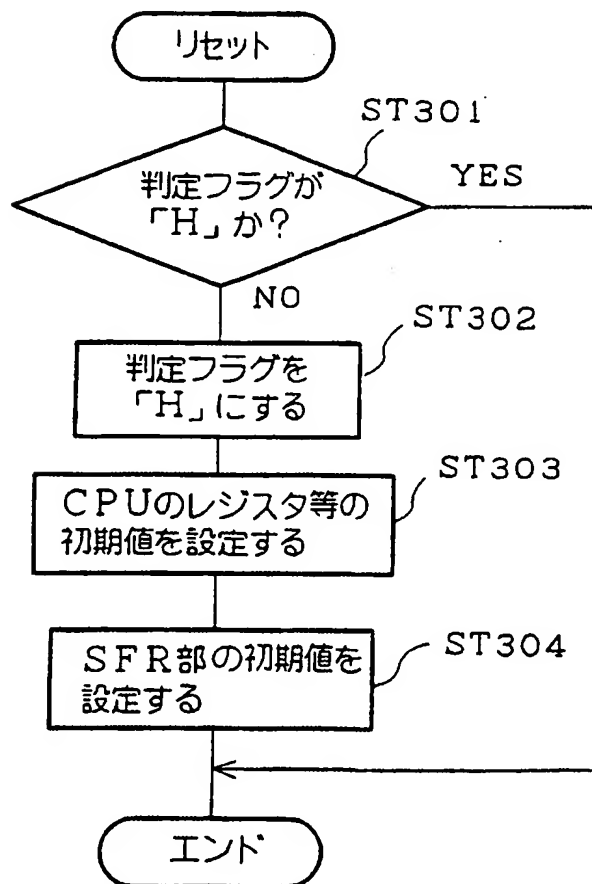 リセット
ST301
判定フラグが
「H」か?
YES
NO
ST302
判定フラグを
「H」にする
ST303
CPUのレジスタ等の
初期値を設定する
ST304
SFR部の初期値を
設定する
エンド